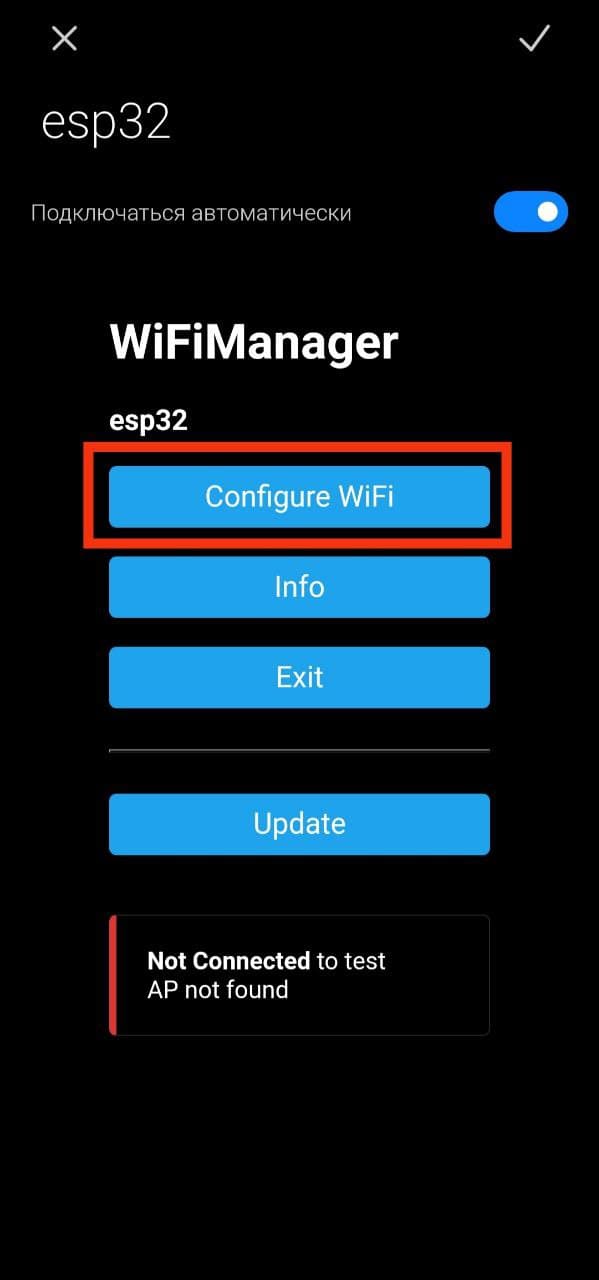 esp32
Подключаться автоматически
WiFiManager
esp32
Configure WiFi
Info
Exit
Update
Not Connected to test
AP not found